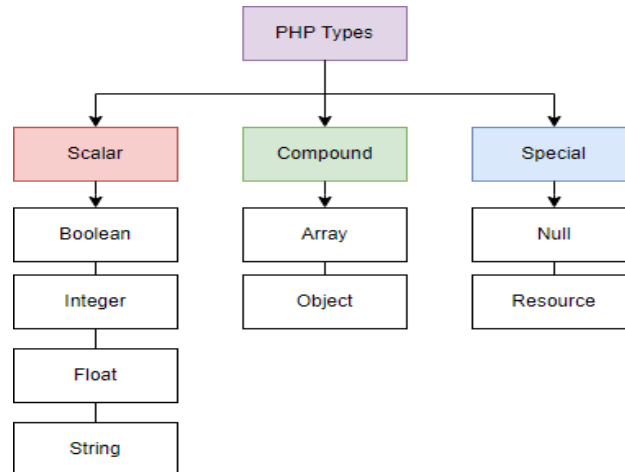 PHP Types
Scalar
Compound
Special
Boolean
Array
Null
Integer
Object
Resource
Float
String